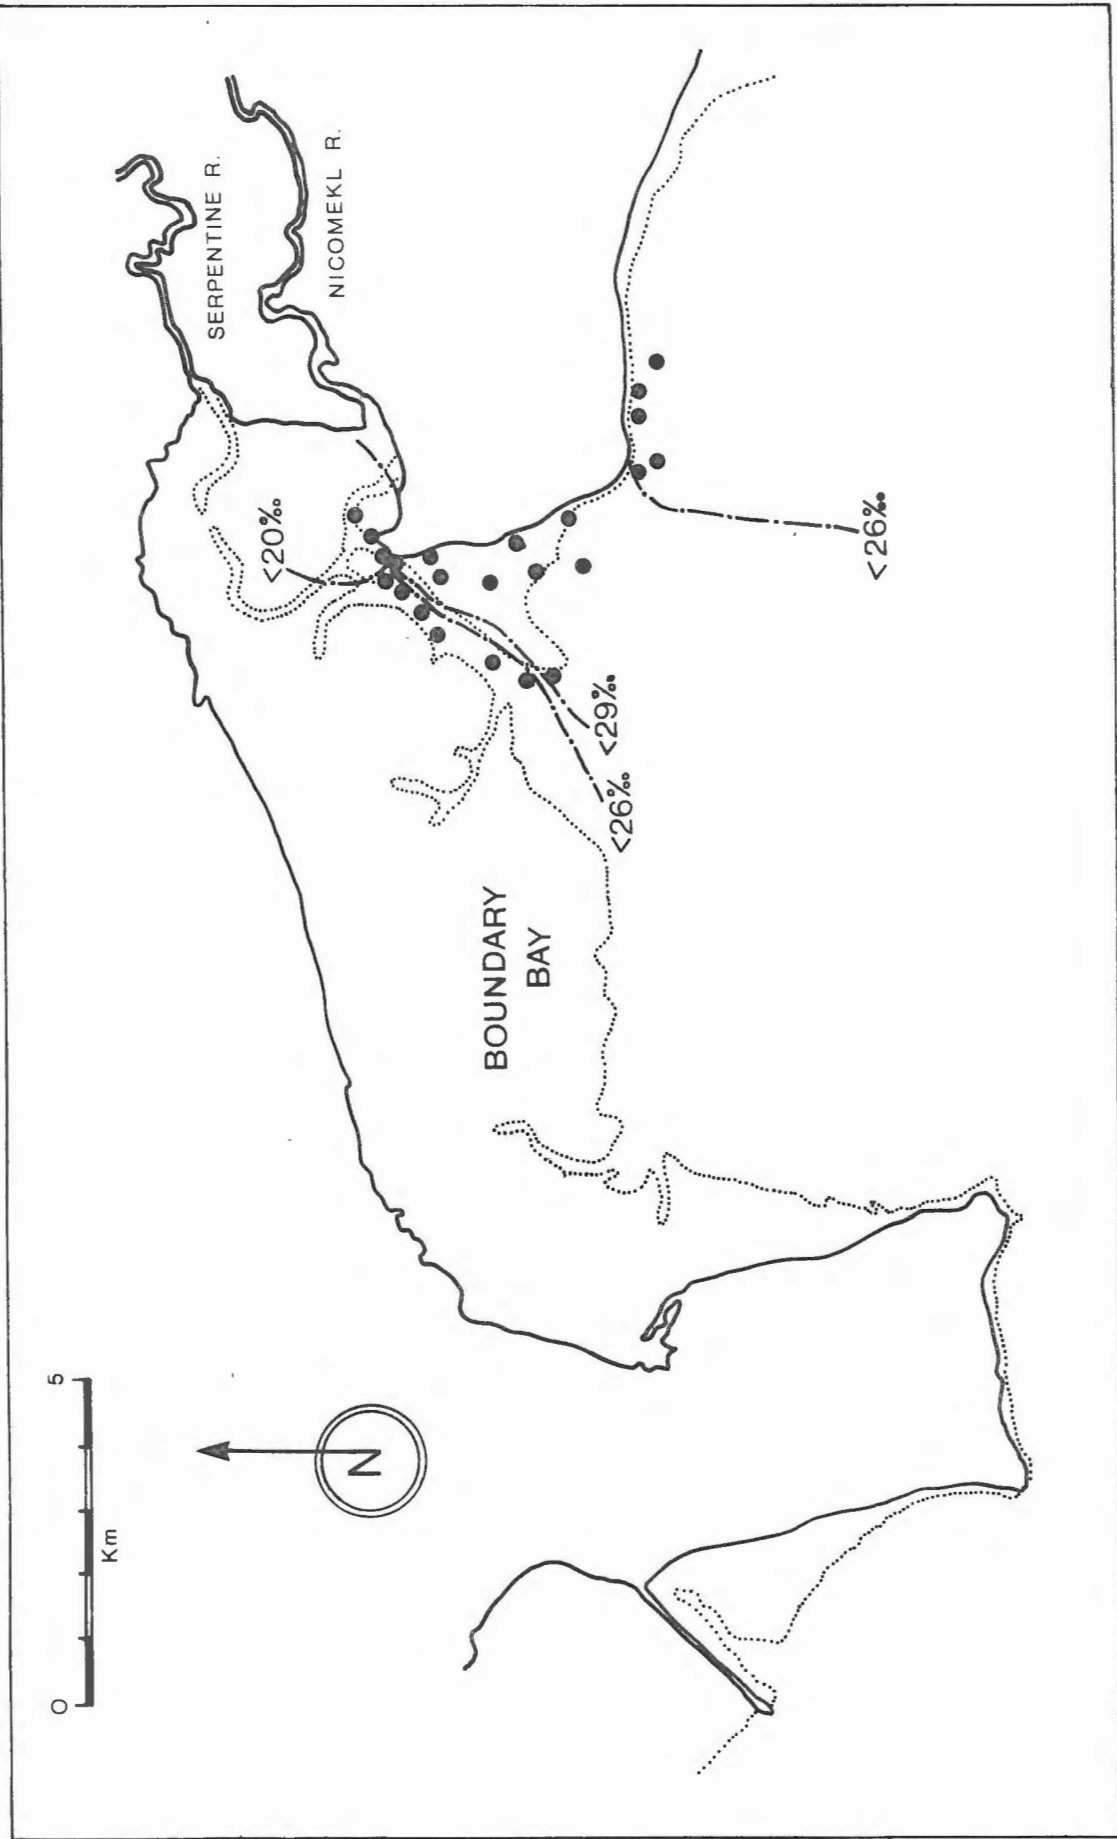 SERPENTINE R.
NICOMEKL R.
<20‰
<29‰
<26‰
<26‰
BOUNDARY
BAY
N
0 5
Km